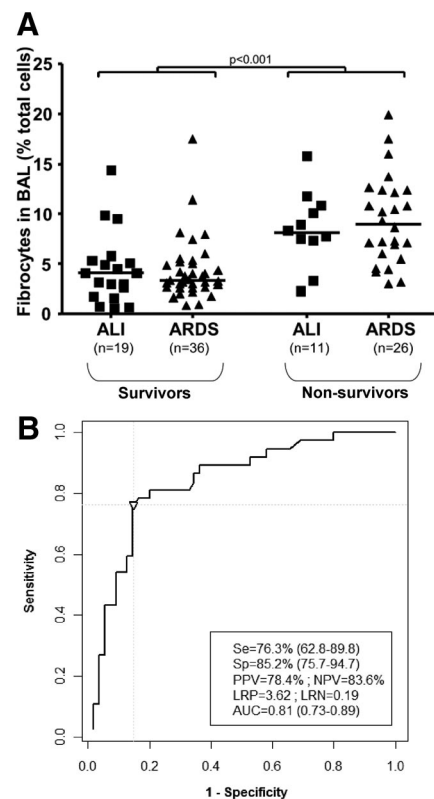 A
p<0.001
Fibrocytes in BAL (% total cells)
25
20
15
10
5
0
ALI ARDS ALI ARDS
(n=19) (n=36) (n=11) (n=26)
Survivors Non-survivors
B
Sensitivity
1.0
0.8
0.6
0.4
0.2
0.0
Se=76.3% (62.8-89.8)
Sp=85.2% (75.7-94.7)
PPV=78.4% ; NPV=83.6%
LRP=3.62 ; LRN=0.19
AUC=0.81 (0.73-0.89)
0.0 0.2 0.4 0.6 0.8 1.0
1 - Specificity